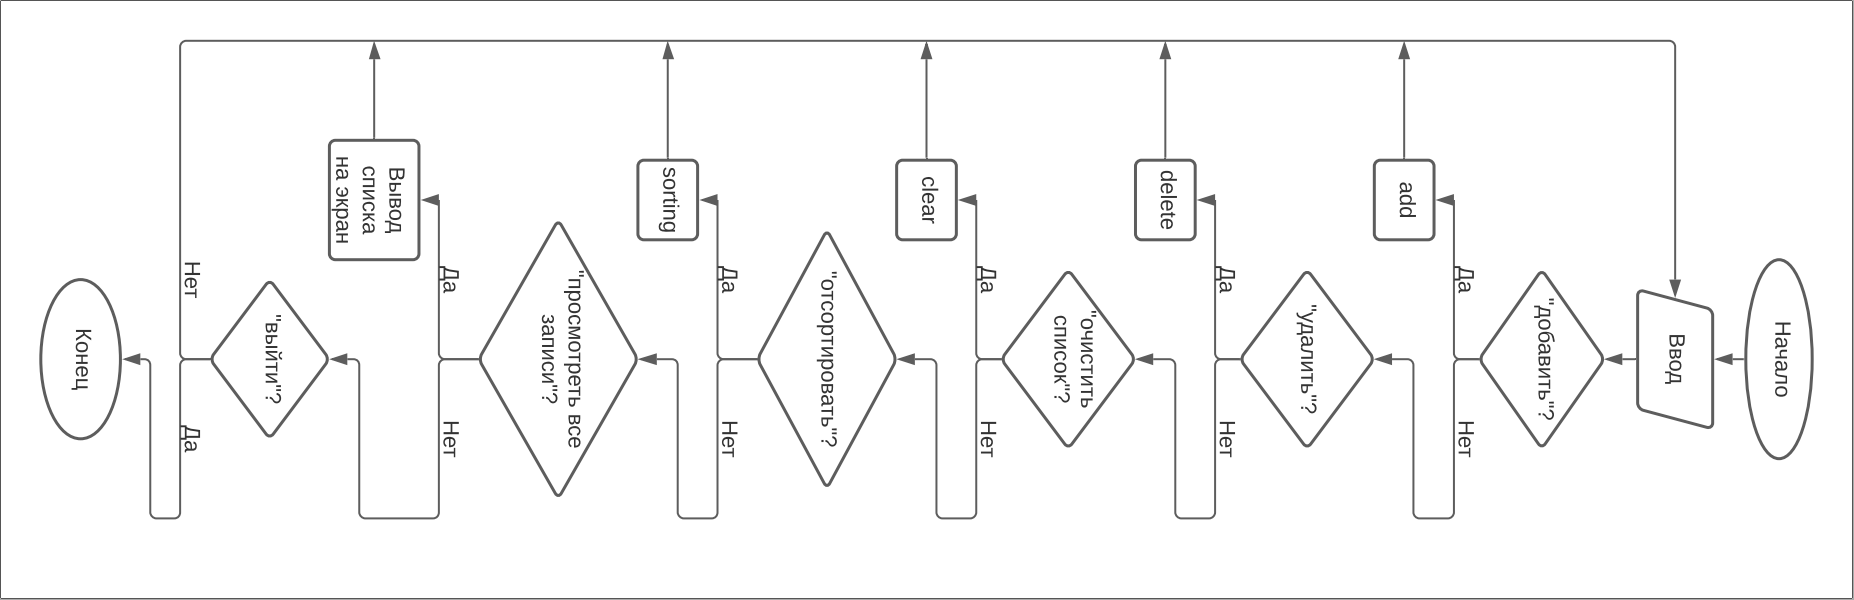 Начало
Ввод
"добавить"?
Да
Нет
add
"удалить"?
Да
Нет
delete
"очистить
список"?
Да
Нет
clear
"отсортировать"?
Да
Нет
sorting
"просмотреть все
записи"?
Да
Нет
Вывод
списка
на экран
"выйти"?
Нет
Да
Конец